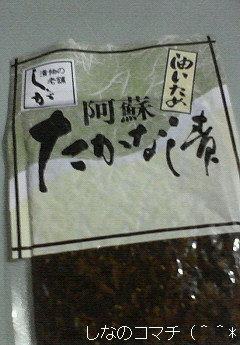 漬物の
老舗
しが
油いため
阿蘇
たかな漬
しなのコマチ (＾＾*